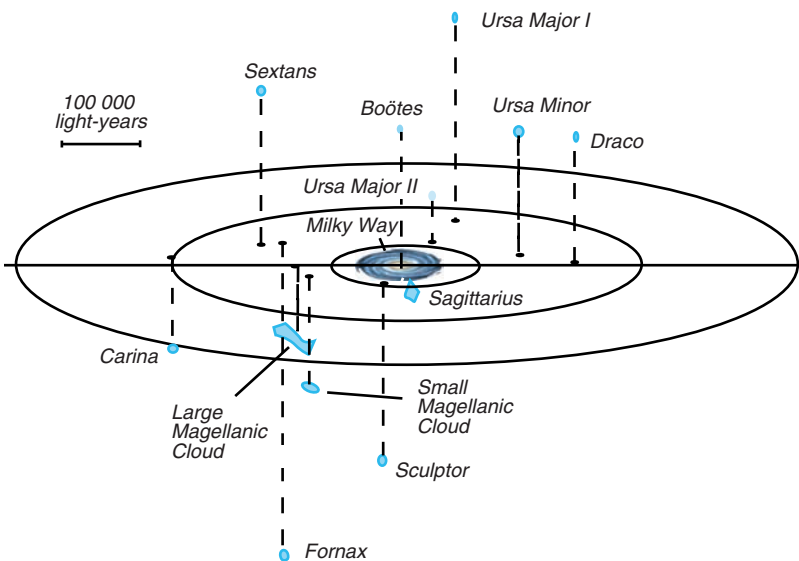 Ursa Major I
Sextans
100 000
light-years
Boötes
Ursa Minor
Draco
Ursa Major II
Milky Way
Sagittarius
Carina
Large
Magellanic
Cloud
Small
Magellanic
Cloud
Sculptor
Fornax